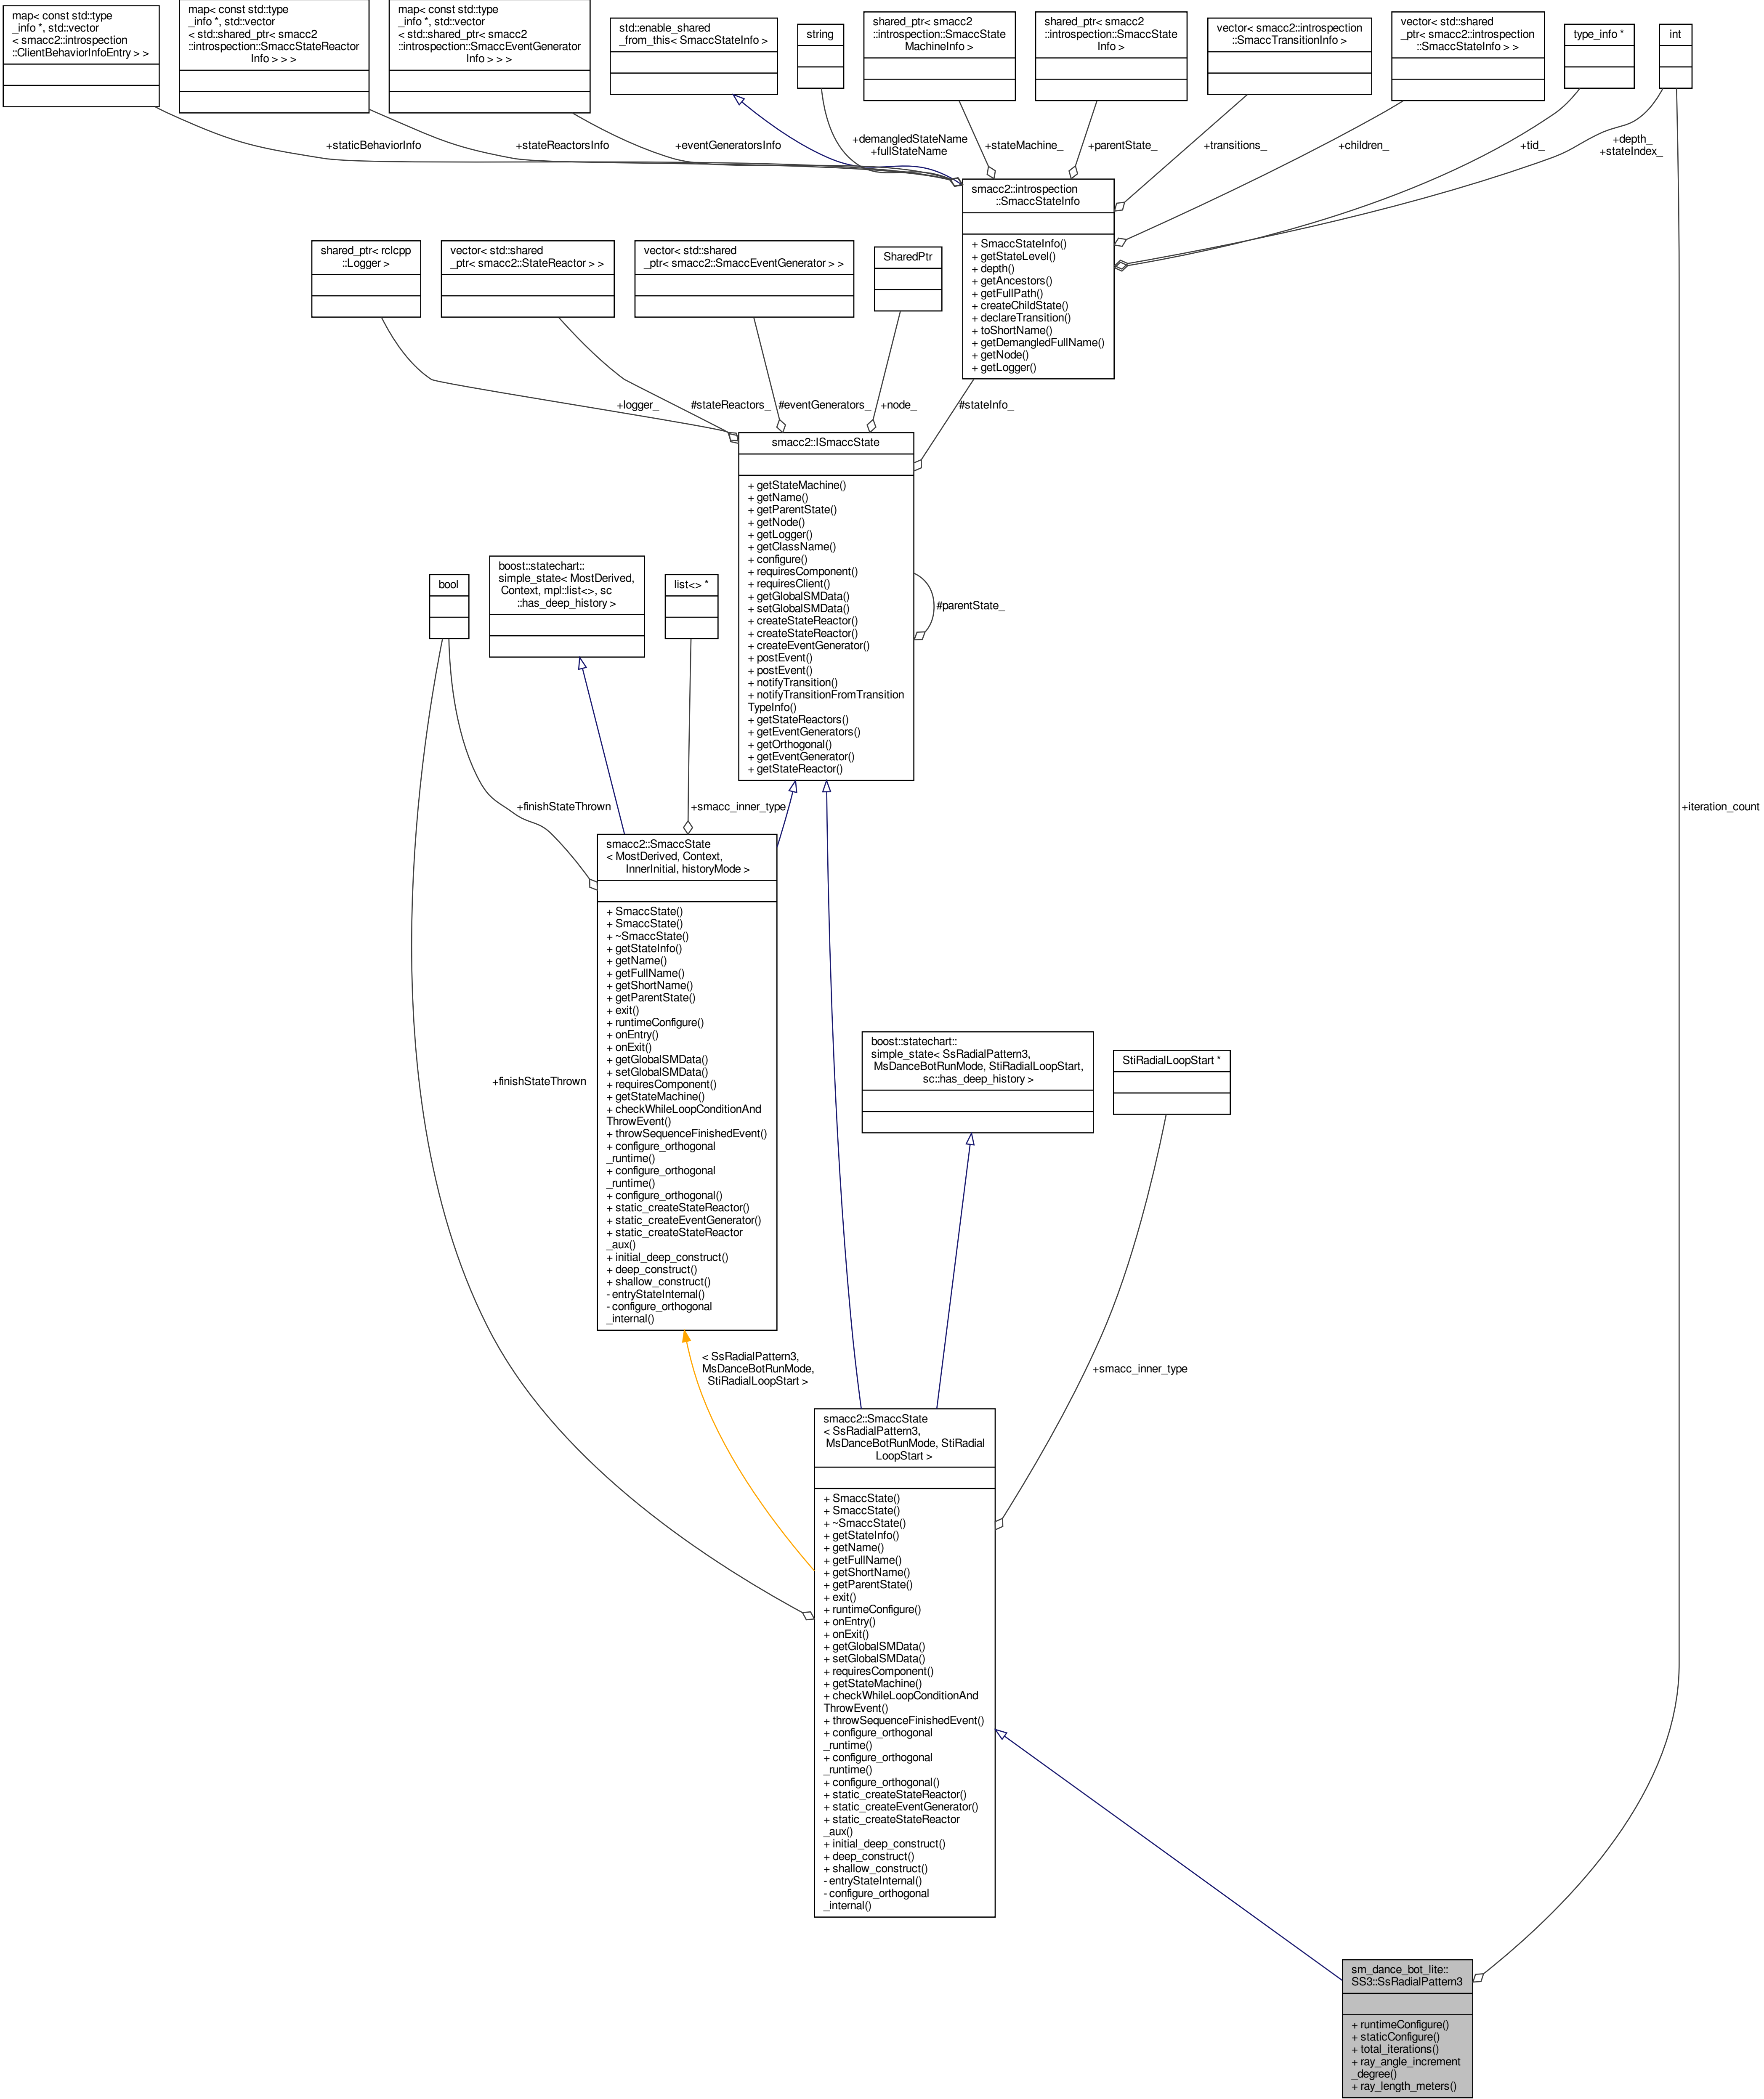 map< const std::type
_info *, std::vector
< smacc2::introspection
::ClientBehaviorInfoEntry > >
map< const std::type
_info *, std::vector
< std::shared_ptr< smacc2
::introspection::SmaccStateReactor
Info > > >
map< const std::type
_info *, std::vector
< std::shared_ptr< smacc2
::introspection::SmaccEventGenerator
Info > > >
std::enable_shared
_from_this< SmaccStateInfo >
string
shared_ptr< smacc2
::introspection::SmaccState
MachineInfo >
shared_ptr< smacc2
::introspection::SmaccState
Info >
vector< smacc2::introspection
::SmaccTransitionInfo >
vector< std::shared
_ptr< smacc2::introspection
::SmaccStateInfo > >
type_info *
int
+staticBehaviorInfo
+stateReactorsInfo
+eventGeneratorsInfo
+demangledStateName
+fullStateName
+stateMachine_
+parentState_
+transitions_
+children_
+tid_
+depth_
+stateIndex_
smacc2::introspection
::SmaccStateInfo
+ SmaccStateInfo()
+ getStateLevel()
+ depth()
+ getAncestors()
+ getFullPath()
+ createChildState()
+ declareTransition()
+ toShortName()
+ getDemangledFullName()
+ getNode()
+ getLogger()
shared_ptr< rclcpp
::Logger >
vector< std::shared
_ptr< smacc2::StateReactor > >
vector< std::shared
_ptr< smacc2::SmaccEventGenerator > >
SharedPtr
+logger_
#stateReactors_
#eventGenerators_
+node_
#stateInfo_
smacc2::ISmaccState
+ getStateMachine()
+ getName()
+ getParentState()
+ getNode()
+ getLogger()
+ getClassName()
+ configure()
+ requiresComponent()
+ requiresClient()
+ getGlobalSMData()
+ setGlobalSMData()
+ createStateReactor()
+ createStateReactor()
+ createEventGenerator()
+ postEvent()
+ postEvent()
+ notifyTransition()
+ notifyTransitionFromTransition
TypeInfo()
+ getStateReactors()
+ getEventGenerators()
+ getOrthogonal()
+ getEventGenerator()
+ getStateReactor()
#parentState_
bool
boost::statechart::
simple_state< MostDerived,
Context, mpl::list<>, sc
::has_deep_history >
list<> *
+finishStateThrown
+smacc_inner_type
+iteration_count
smacc2::SmaccState
< MostDerived, Context,
InnerInitial, historyMode >
+ SmaccState()
+ SmaccState()
+ ~SmaccState()
+ getStateInfo()
+ getName()
+ getFullName()
+ getShortName()
+ getParentState()
+ exit()
+ runtimeConfigure()
+ onEntry()
+ onExit()
+ getGlobalSMData()
+ setGlobalSMData()
+ requiresComponent()
+ getStateMachine()
+ checkWhileLoopConditionAnd
ThrowEvent()
+ throwSequenceFinishedEvent()
+ configure_orthogonal
_runtime()
+ configure_orthogonal
_runtime()
+ configure_orthogonal()
+ static_createStateReactor()
+ static_createEventGenerator()
+ static_createStateReactor
_aux()
+ initial_deep_construct()
+ deep_construct()
+ shallow_construct()
- entryStateInternal()
- configure_orthogonal
_internal()
+finishStateThrown
boost::statechart::
simple_state< SsRadialPattern3,
MsDanceBotRunMode, StiRadialLoopStart,
sc::has_deep_history >
StiRadialLoopStart *
< SsRadialPattern3,
MsDanceBotRunMode,
StiRadialLoopStart >
+smacc_inner_type
smacc2::SmaccState
< SsRadialPattern3,
MsDanceBotRunMode, StiRadial
LoopStart >
+ SmaccState()
+ SmaccState()
+ ~SmaccState()
+ getStateInfo()
+ getName()
+ getFullName()
+ getShortName()
+ getParentState()
+ exit()
+ runtimeConfigure()
+ onEntry()
+ onExit()
+ getGlobalSMData()
+ setGlobalSMData()
+ requiresComponent()
+ getStateMachine()
+ checkWhileLoopConditionAnd
ThrowEvent()
+ throwSequenceFinishedEvent()
+ configure_orthogonal
_runtime()
+ configure_orthogonal
_runtime()
+ configure_orthogonal()
+ static_createStateReactor()
+ static_createEventGenerator()
+ static_createStateReactor
_aux()
+ initial_deep_construct()
+ deep_construct()
+ shallow_construct()
- entryStateInternal()
- configure_orthogonal
_internal()
sm_dance_bot_lite::
SS3::SsRadialPattern3
+ runtimeConfigure()
+ staticConfigure()
+ total_iterations()
+ ray_angle_increment
_degree()
+ ray_length_meters()